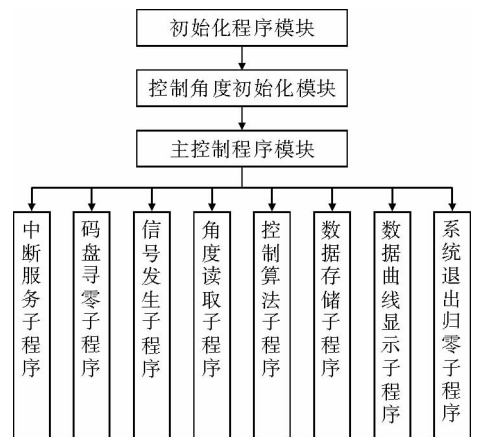 初始化程序模块
控制角度初始化模块
主控制程序模块
中断服务子程序
码盘寻零子程序
信号发生子程序
角度读取子程序
控制算法子程序
数据存储子程序
数据曲线显示子程序
系统退出归零子程序